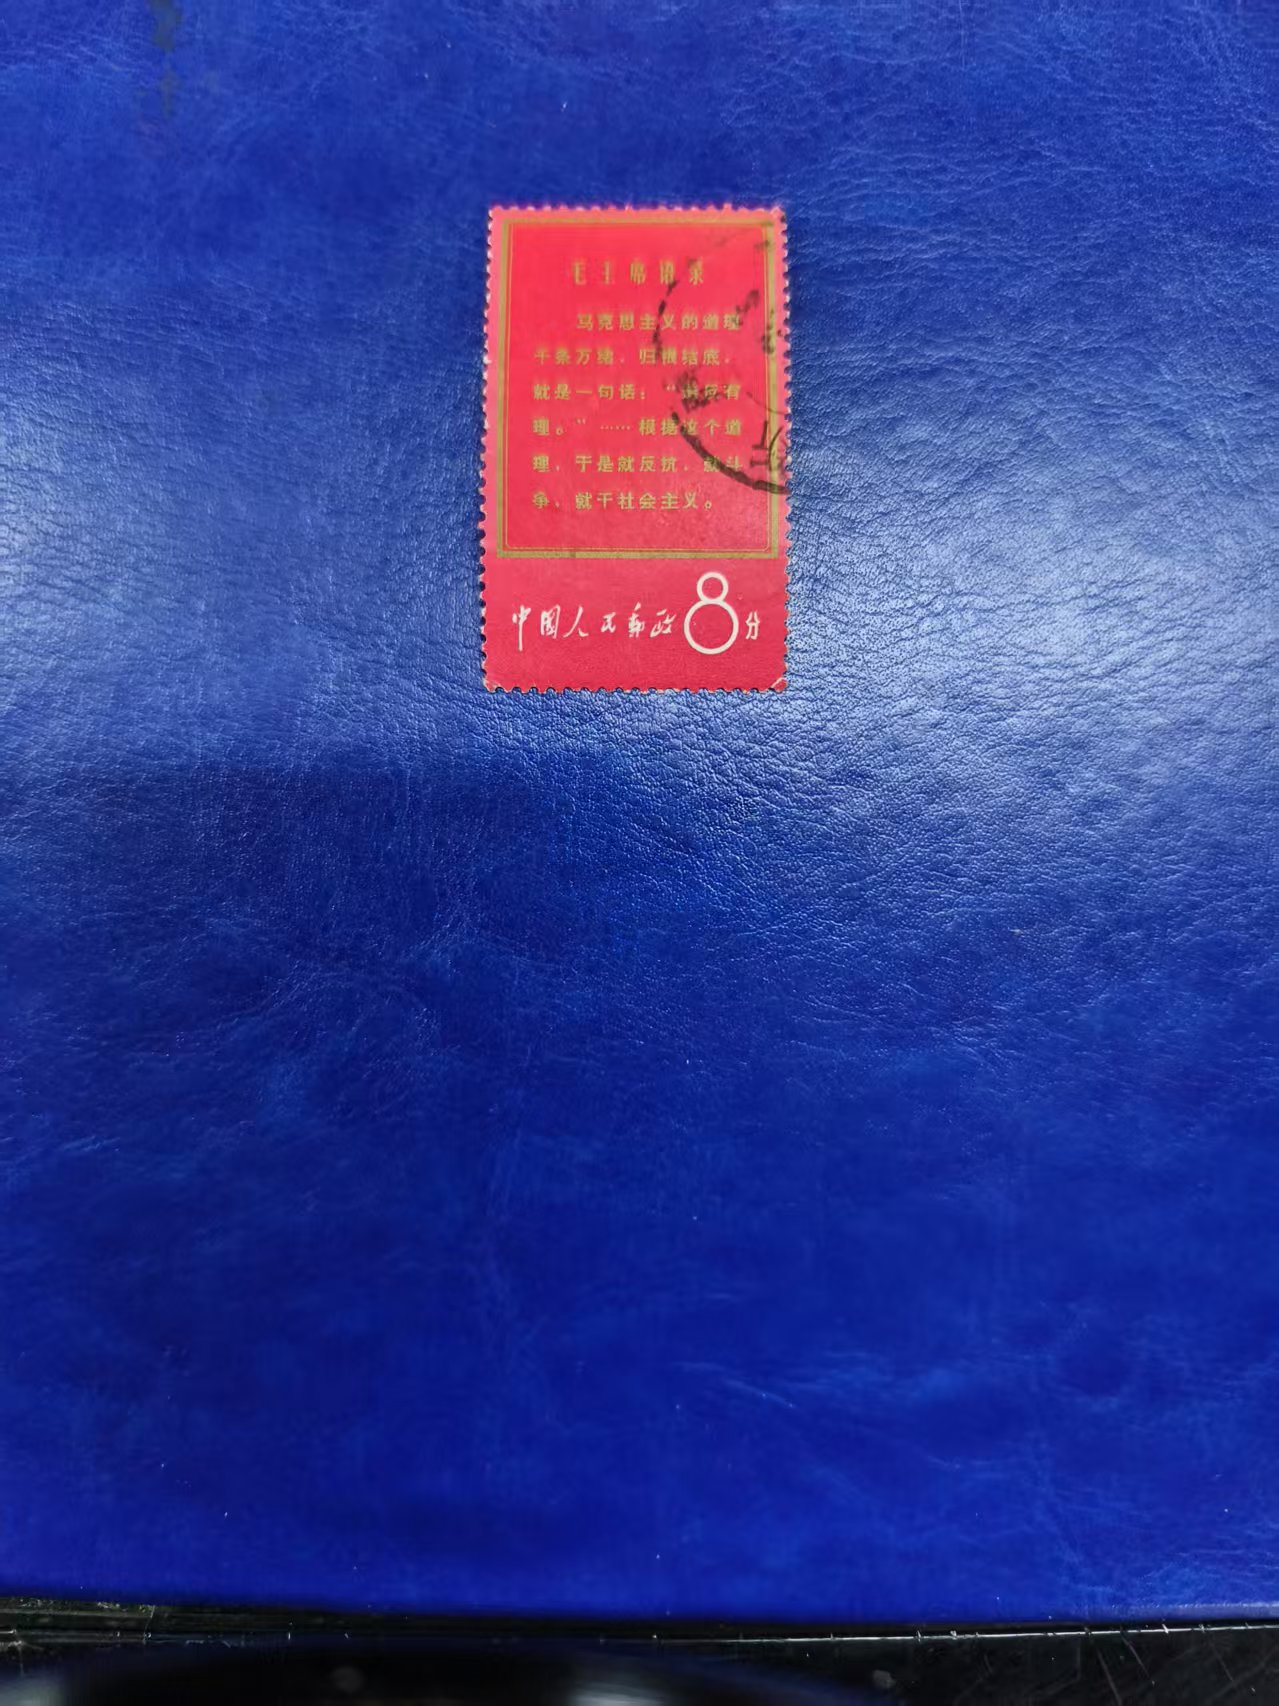 毛主席语录
马克思主义的道理
千条万绪，归根结底，
就是一句话：“造反有
理。”……根据这个道
理，于是就反抗，就斗
争，就干社会主义。
中国人民邮政8分